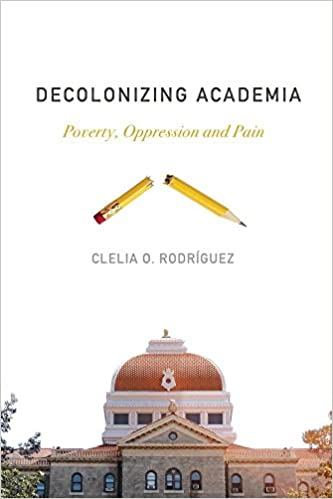 DECOLONIZING ACADEMIA
Poverty, Oppression and Pain
CLELIA O. RODRÍGUEZ